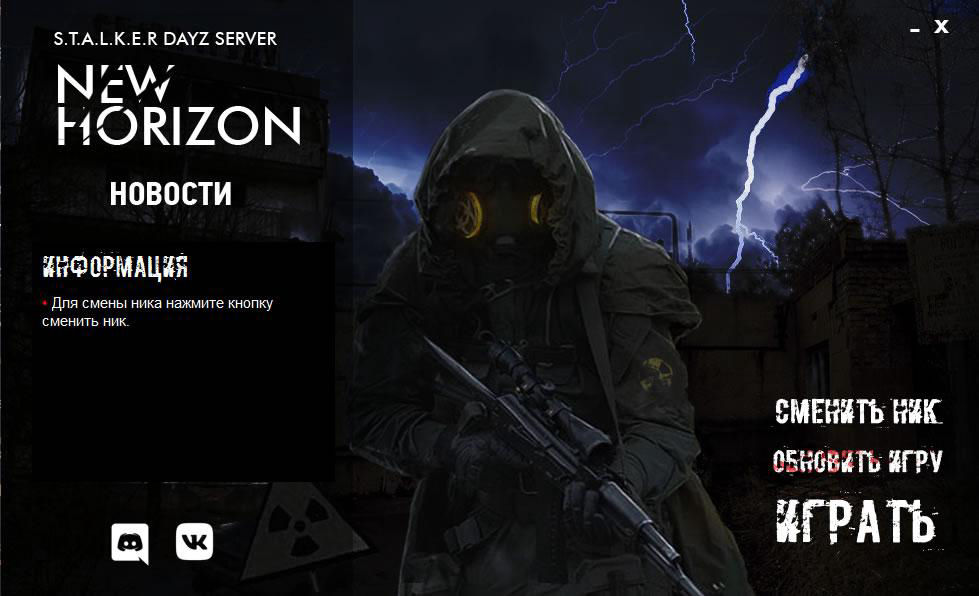 S.T.A.L.K.E.R DAYZ SERVER
NEW
HORIZON
НОВОСТИ
ИНФОРМАЦИЯ
• Для смены ника нажмите кнопку
сменить ник.
СМЕНИТЬ НИК
ОБНОВИТЬ ИГРУ
ИГРАТЬ